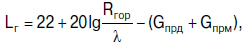 Lг = 22 + 20lg Rгор/λ – (Gпрд + Gпрм),